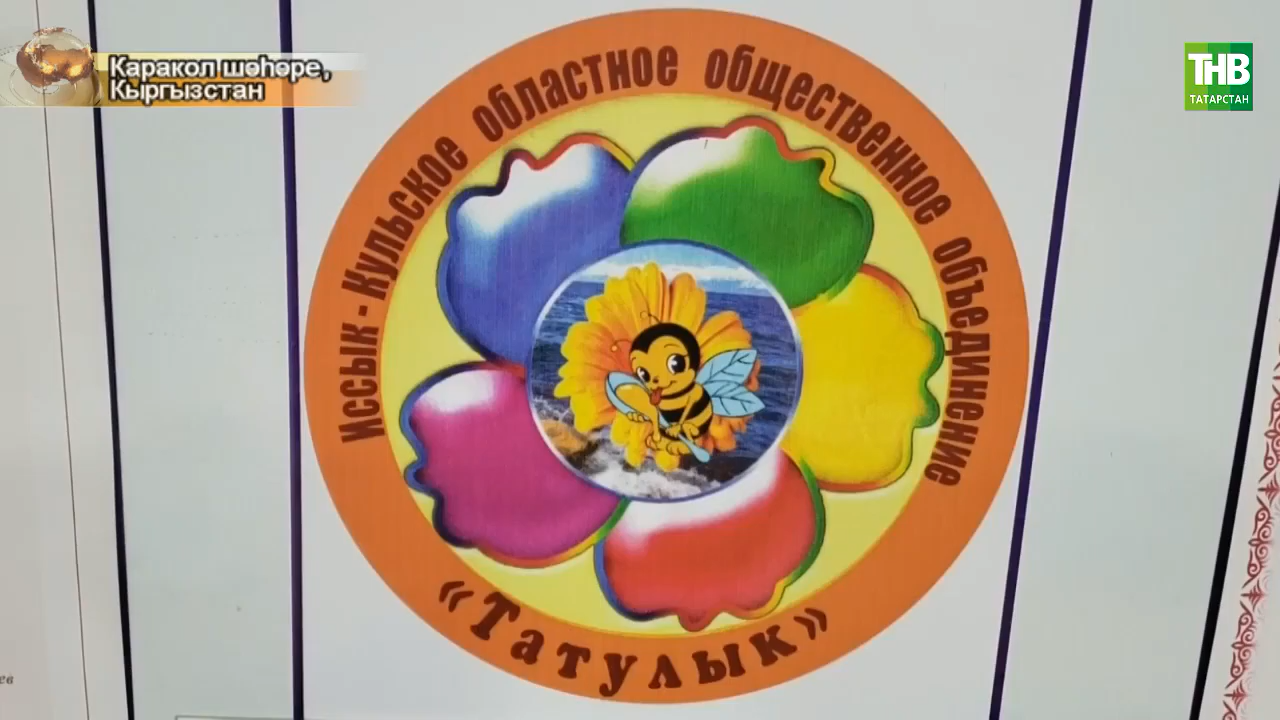 Каракол шәһәре,
Кыргызстан
ТНВ
ТАТАРСТАН
Иссык - Кульское областное общественное объединение
«Татулык»